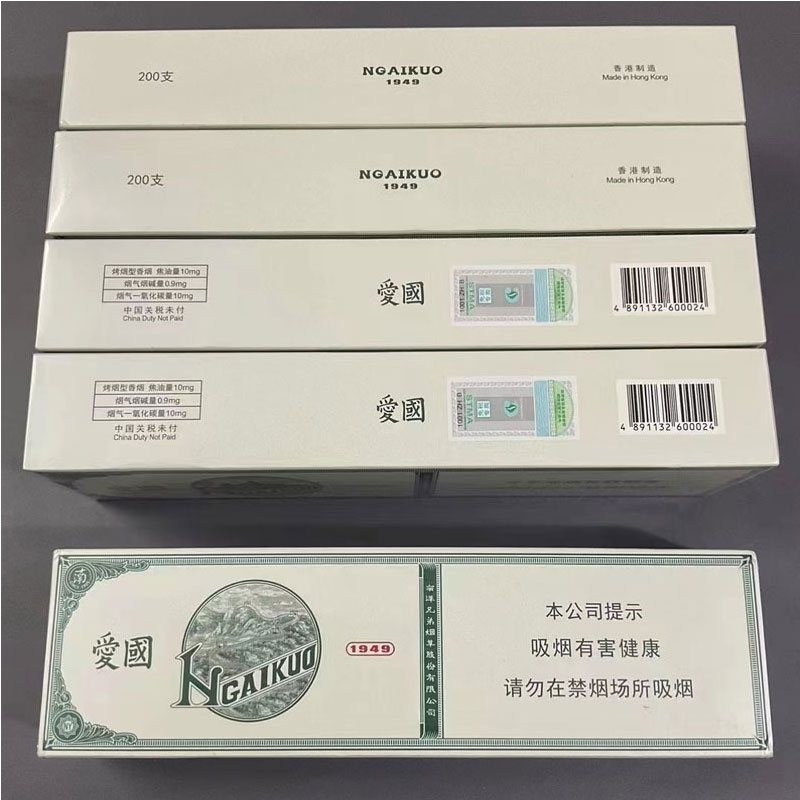 200支
NGAIKUO
1949
香港制造
Made in Hong Kong
200支
NGAIKUO
1949
香港制造
Made in Hong Kong
烤烟型香烟 焦油量10mg
烟气烟碱量0.9mg
烟气一氧化碳量10mg
中国关税未付
China Duty Not Paid
愛國
STMA
1001-ZH-B
4 891132 600024
烤烟型香烟 焦油量10mg
烟气烟碱量0.9mg
烟气一氧化碳量10mg
中国关税未付
China Duty Not Paid
愛國
STMA
1001-ZH-B
4 891132 600024
南
愛國
NGAIKUO
1949
南洋兄弟烟草股份有限公司
本公司提示
吸烟有害健康
请勿在禁烟场所吸烟